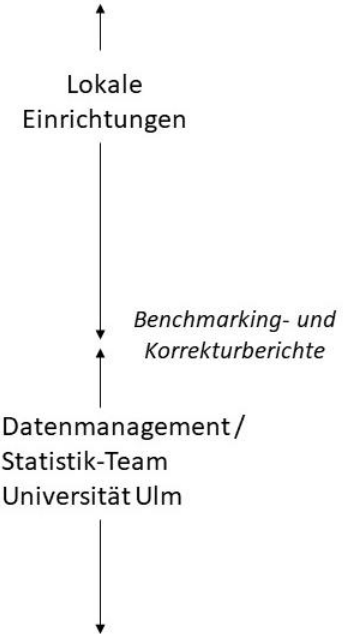 Lokale
Einrichtungen
Benchmarking- und
Korrekturberichte
Datenmanagement /
Statistik-Team
Universität Ulm